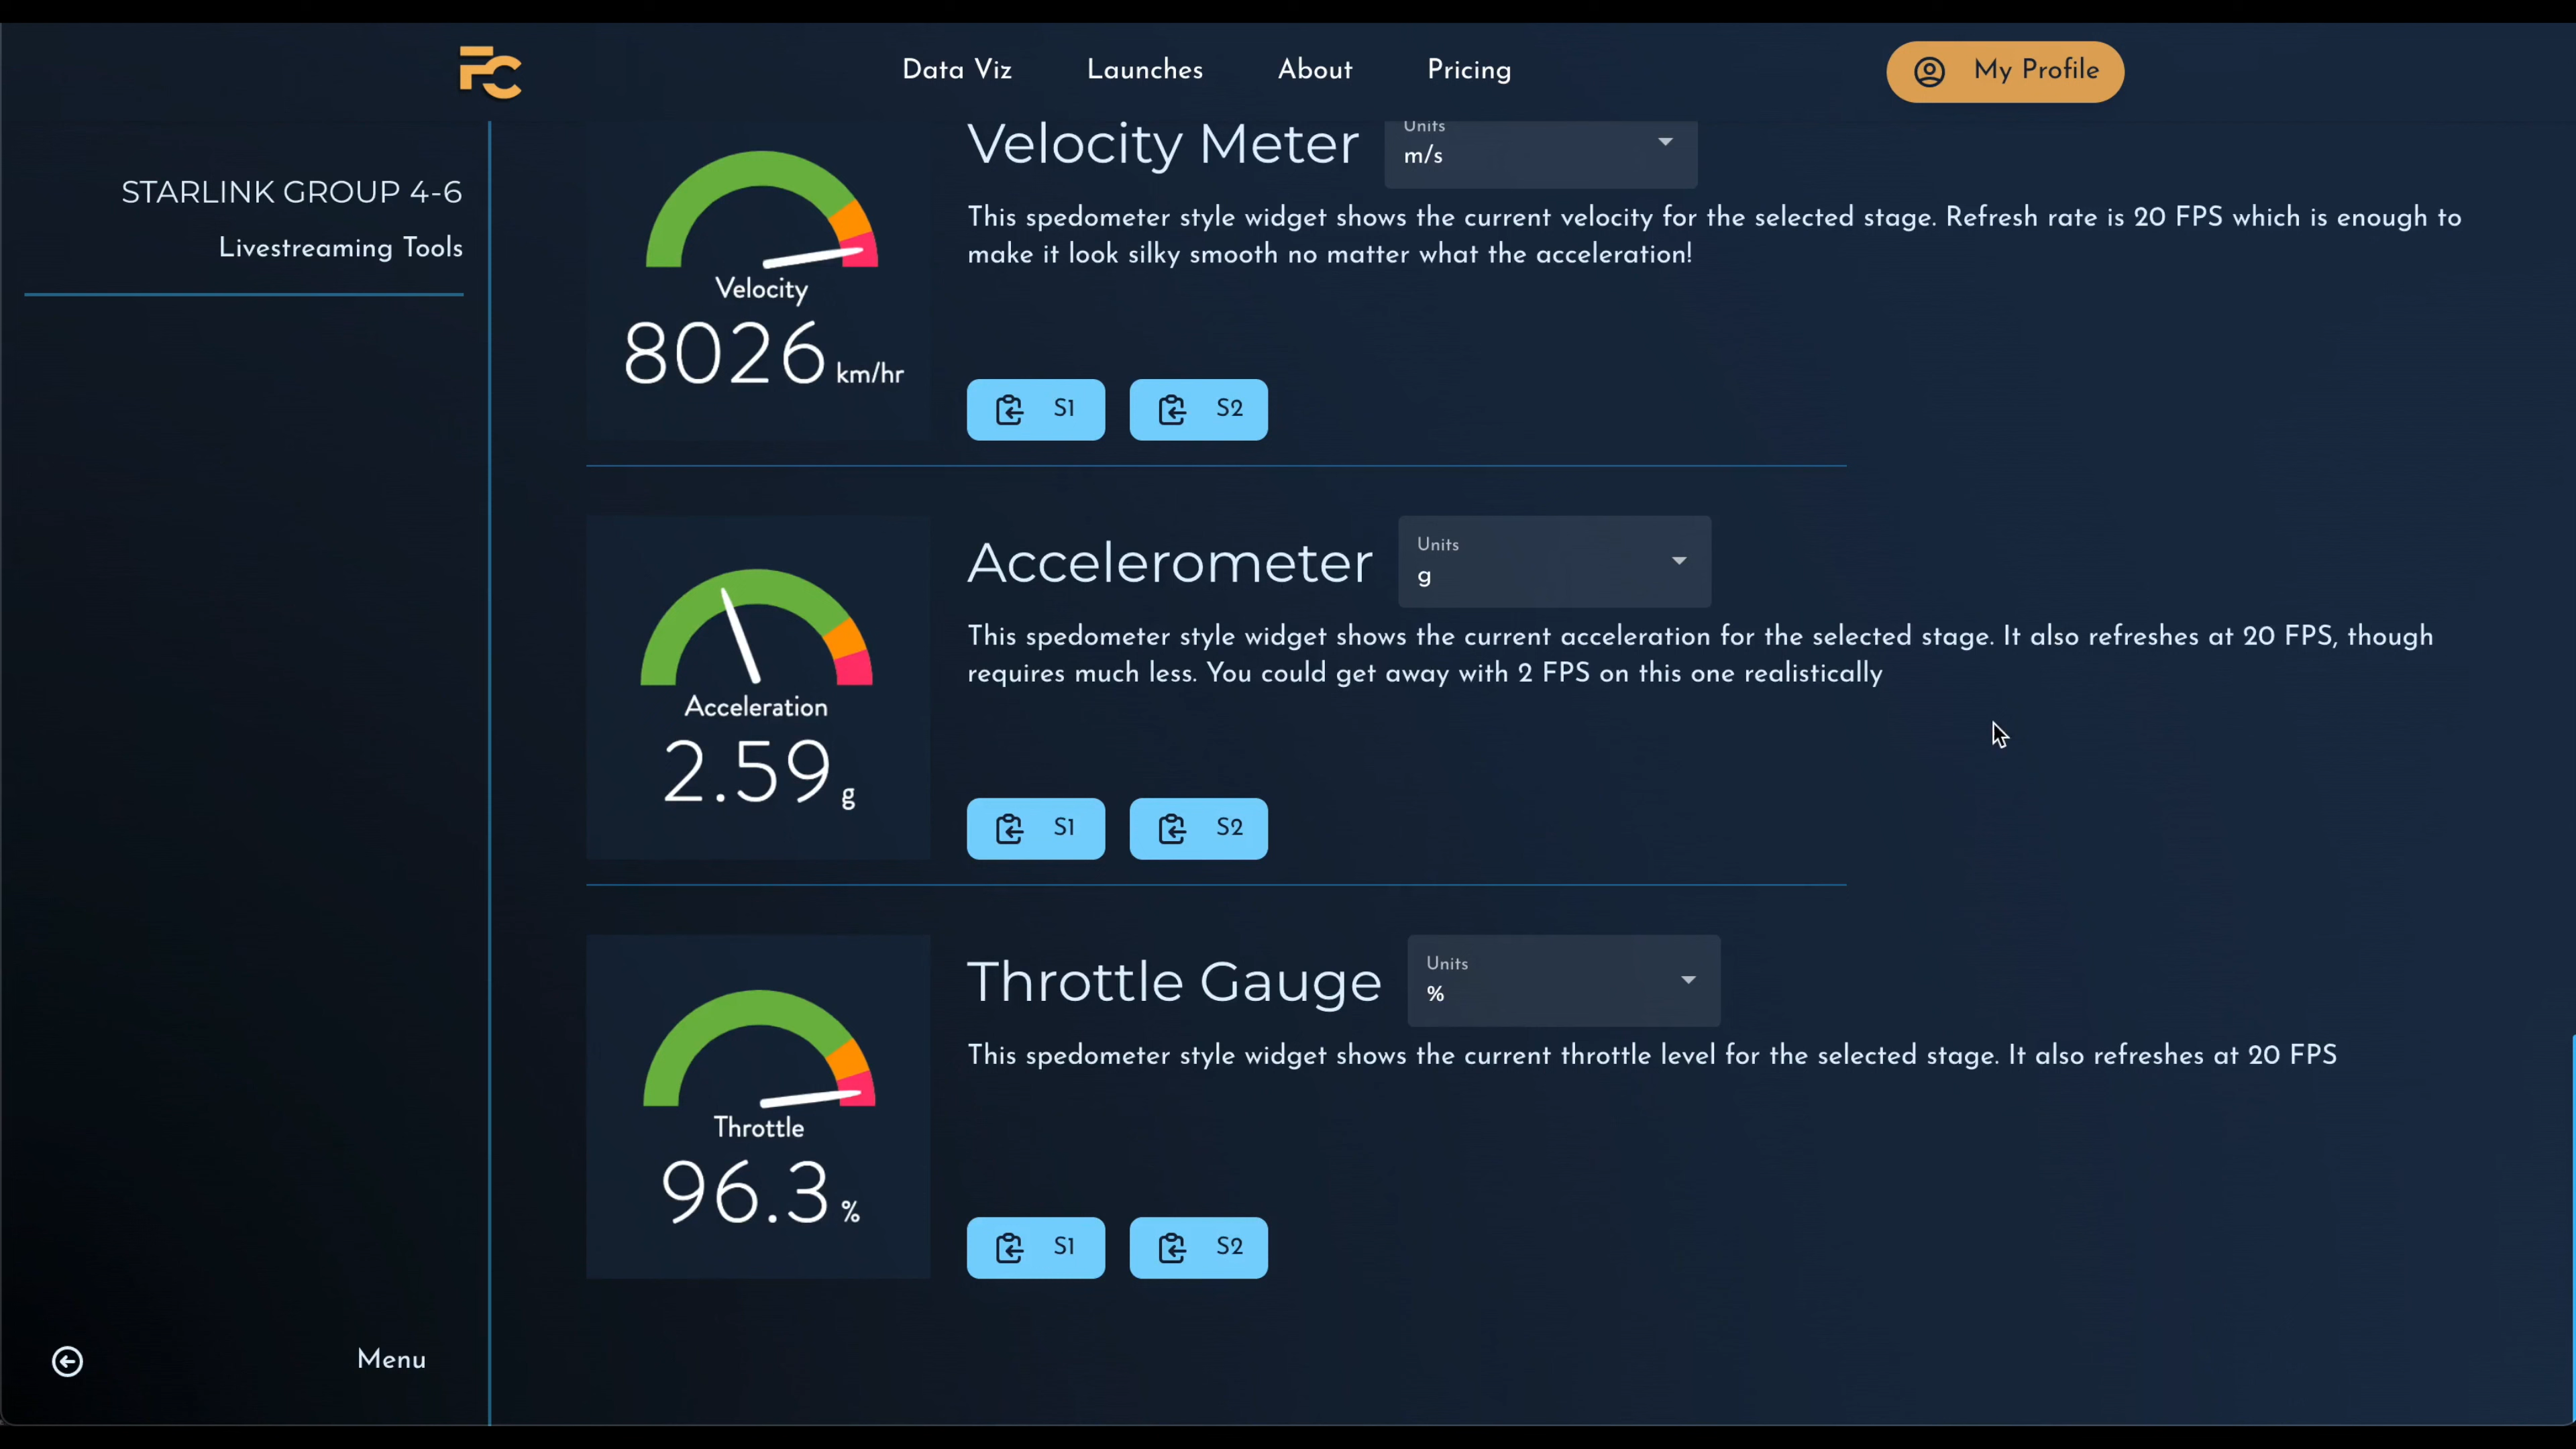 FC
Data Viz
Launches
About
Pricing
My Profile
STARLINK GROUP 4-6
Livestreaming Tools
Velocity
8026 km/hr
Velocity Meter
Units
m/s
This spedometer style widget shows the current velocity for the selected stage. Refresh rate is 20 FPS which is enough to
make it look silky smooth no matter what the acceleration!
S1
S2
Acceleration
2.59 g
Accelerometer
Units
g
This spedometer style widget shows the current acceleration for the selected stage. It also refreshes at 20 FPS, though
requires much less. You could get away with 2 FPS on this one realistically
S1
S2
Throttle
96.3 %
Throttle Gauge
Units
%
This spedometer style widget shows the current throttle level for the selected stage. It also refreshes at 20 FPS
S1
S2
Menu